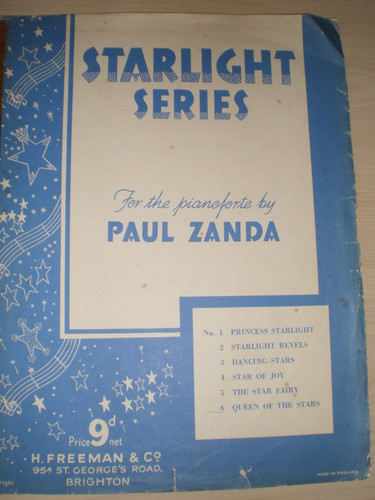 STARLIGHT
SERIES
For the pianoforte by
PAUL ZANDA
No. 1 PRINCESS STARLIGHT
2 STARLIGHT REVELS
3 DANCING STARS
4 STAR OF JOY
5 THE STAR FAIRY
6 QUEEN OF THE STARS
Price 9d net
H. FREEMAN & Co
95A ST. GEORGE'S ROAD,
BRIGHTON
MADE IN ENGLAND